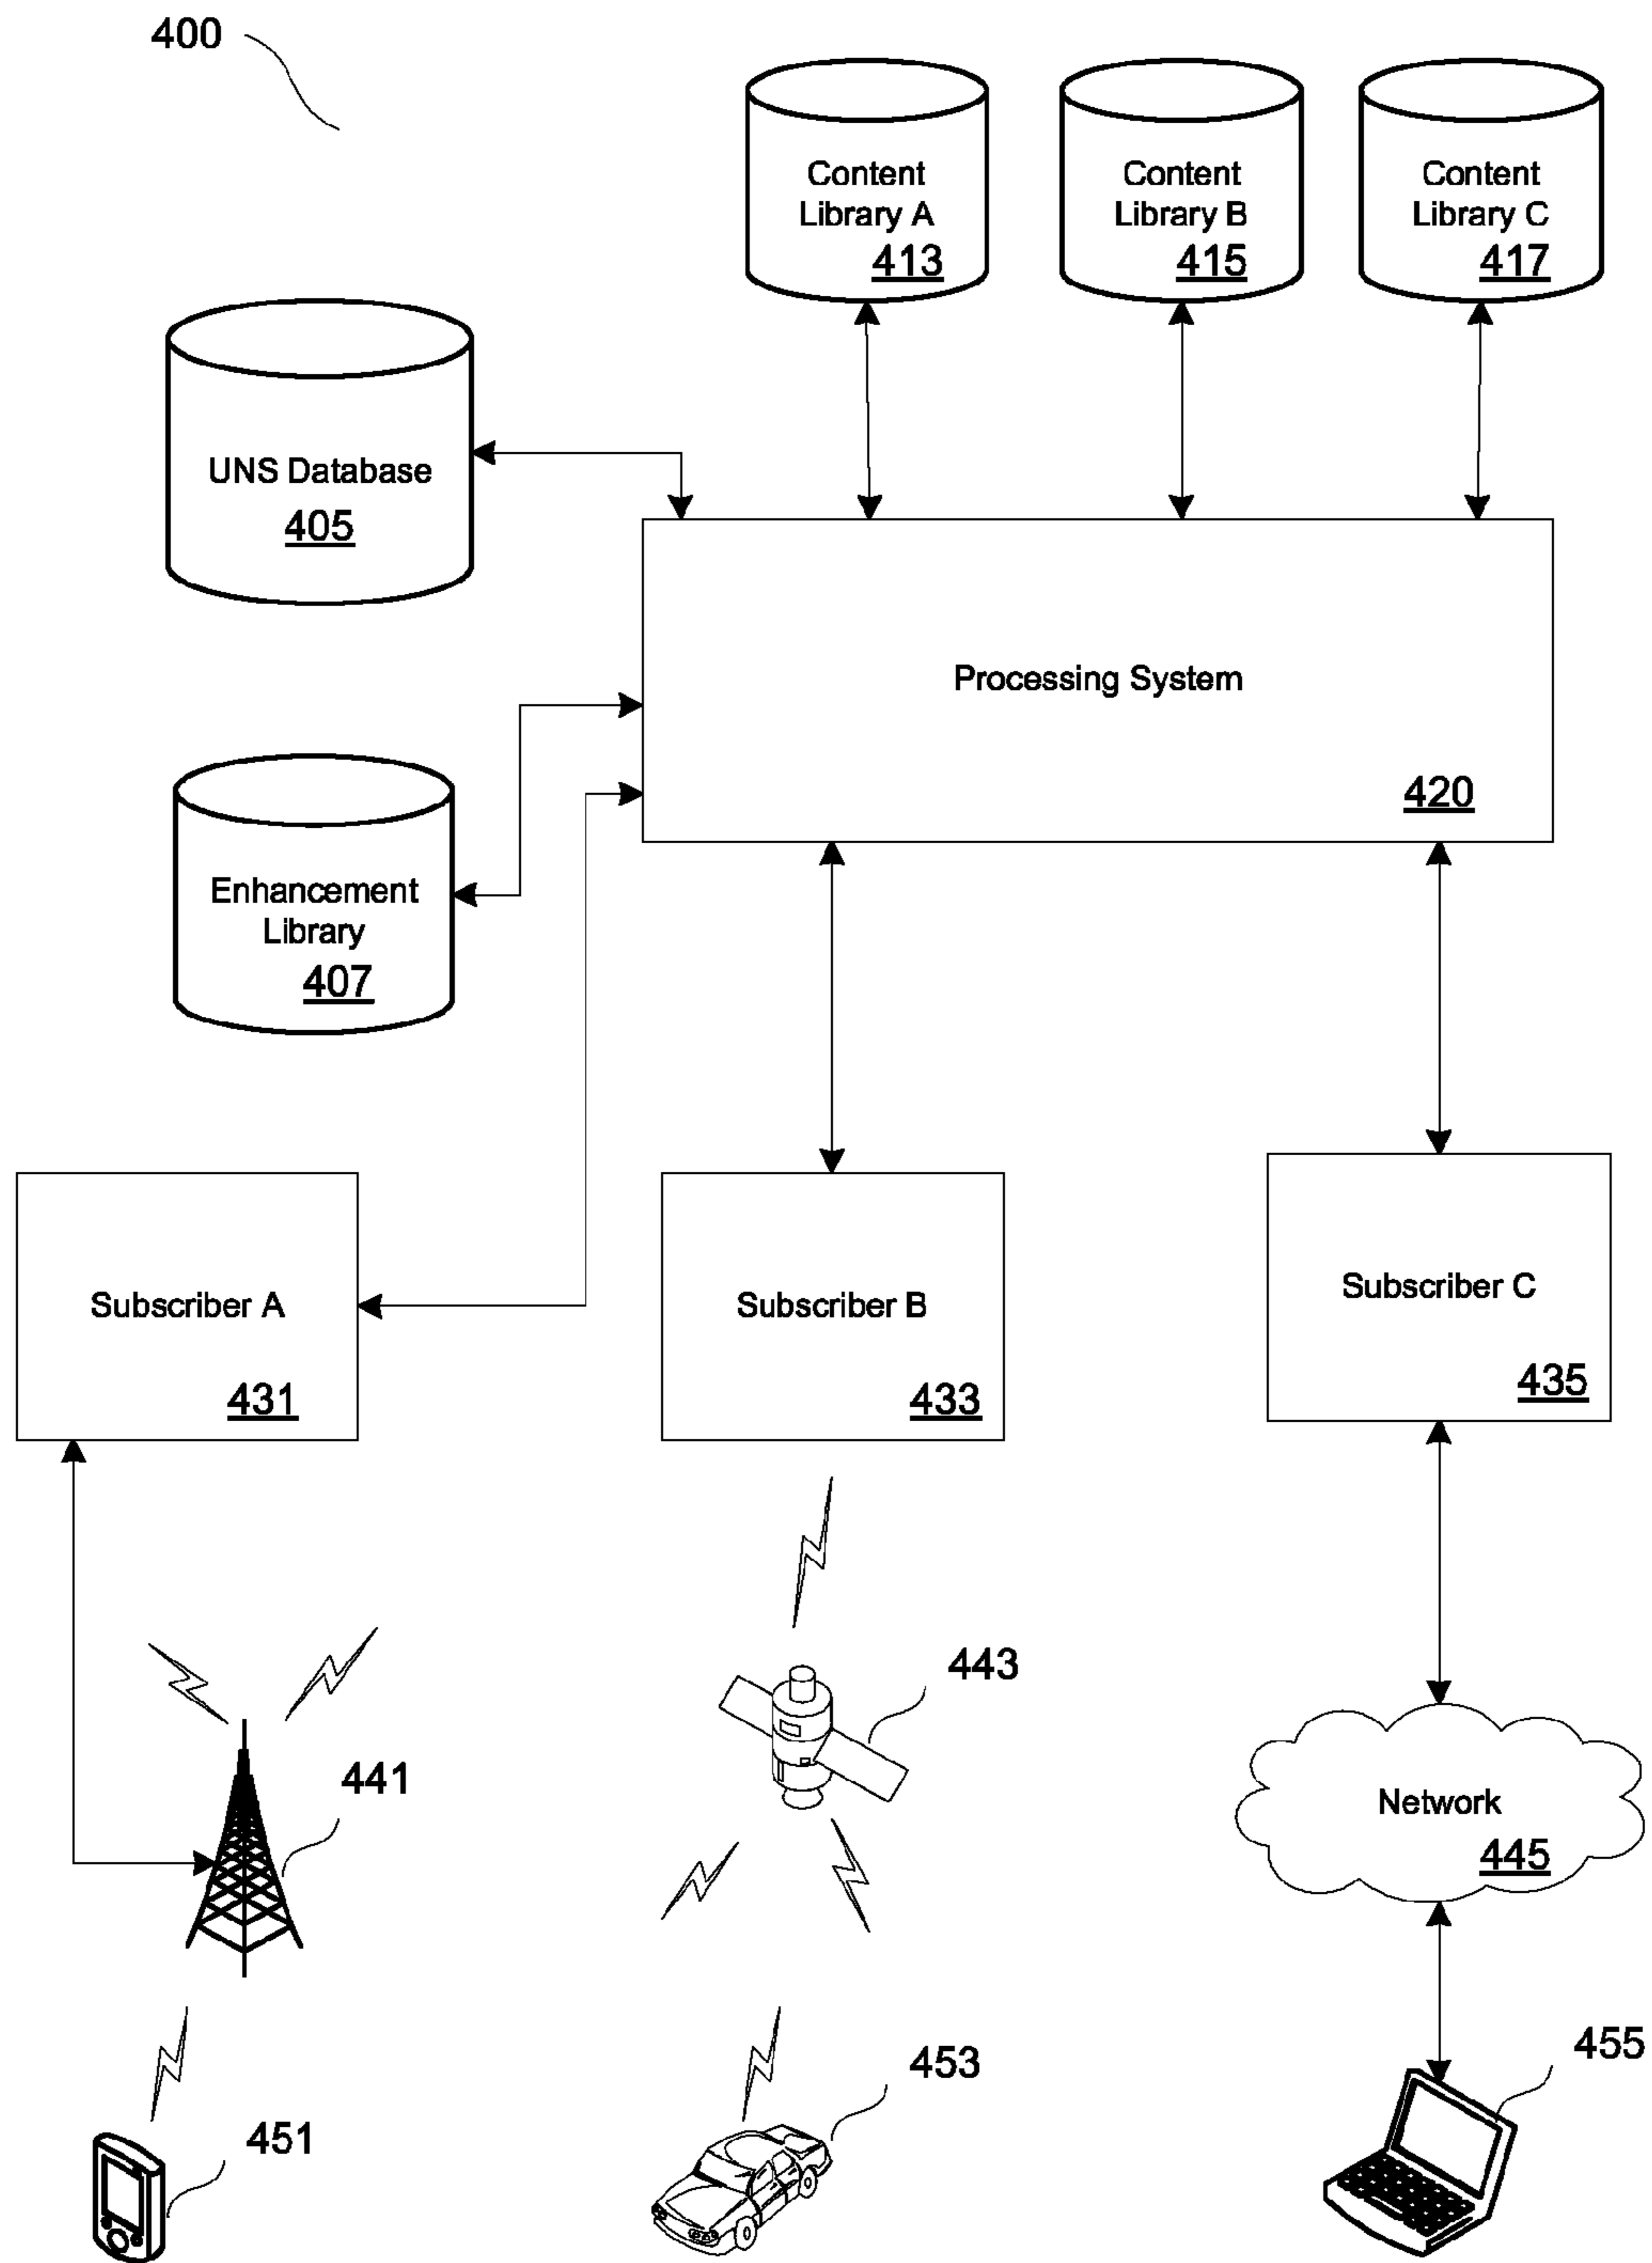 400
Content
Library A
413
Content
Library B
415
Content
Library C
417
UNS Database
405
Processing System
420
Enhancement
Library
407
Subscriber A
431
Subscriber B
433
Subscriber C
435
441
443
Network
445
451
453
455